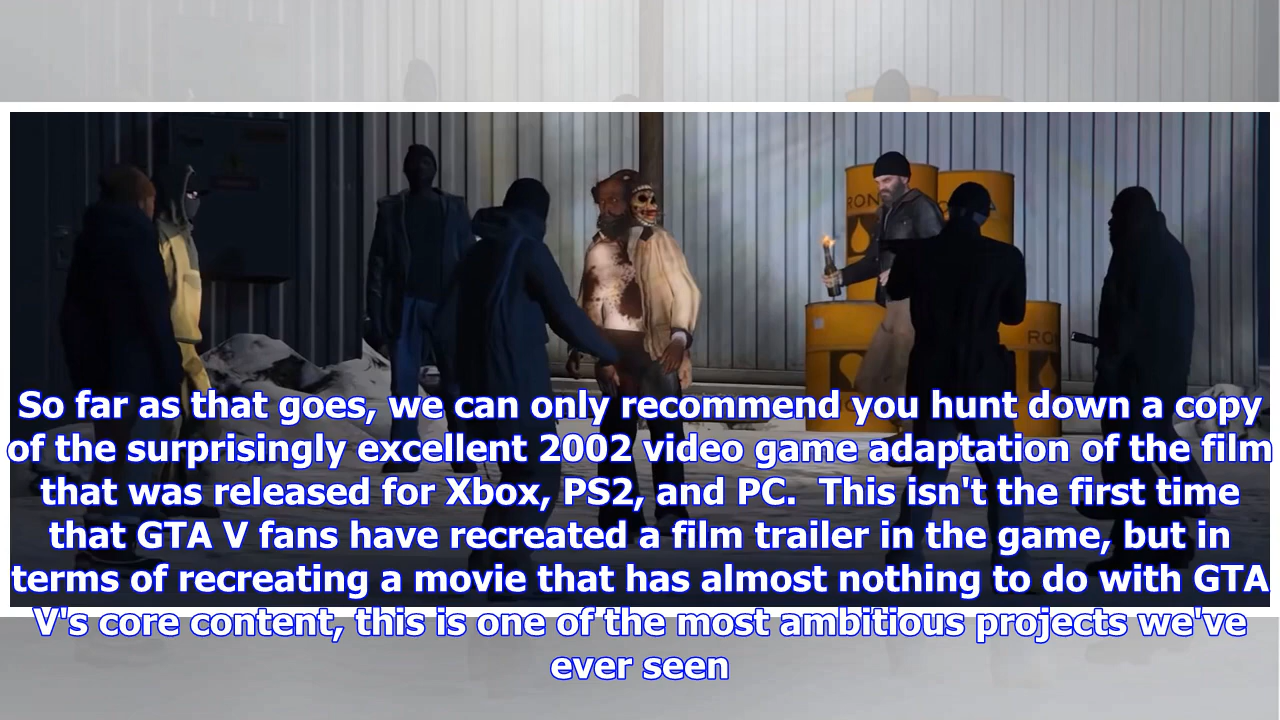 RON
RO
So far as that goes, we can only recommend you hunt down a copy
of the surprisingly excellent 2002 video game adaptation of the film
that was released for Xbox, PS2, and PC.  This isn't the first time
that GTA V fans have recreated a film trailer in the game, but in
terms of recreating a movie that has almost nothing to do with GTA
V's core content, this is one of the most ambitious projects we've
ever seen